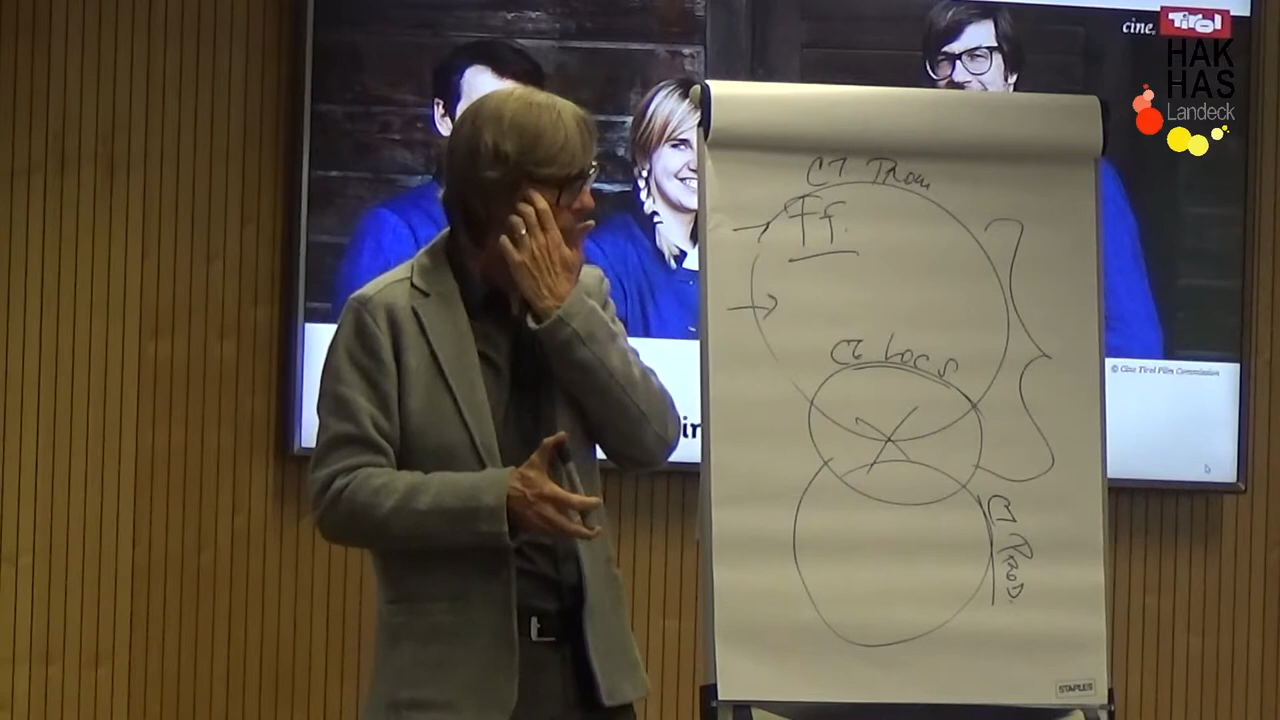 cine.
Tirol
HAK
HAS
Landeck
CT PROM
Ff.
CT LOCS
© Cine Tirol Film Commission
CT PROD.
STAPLES